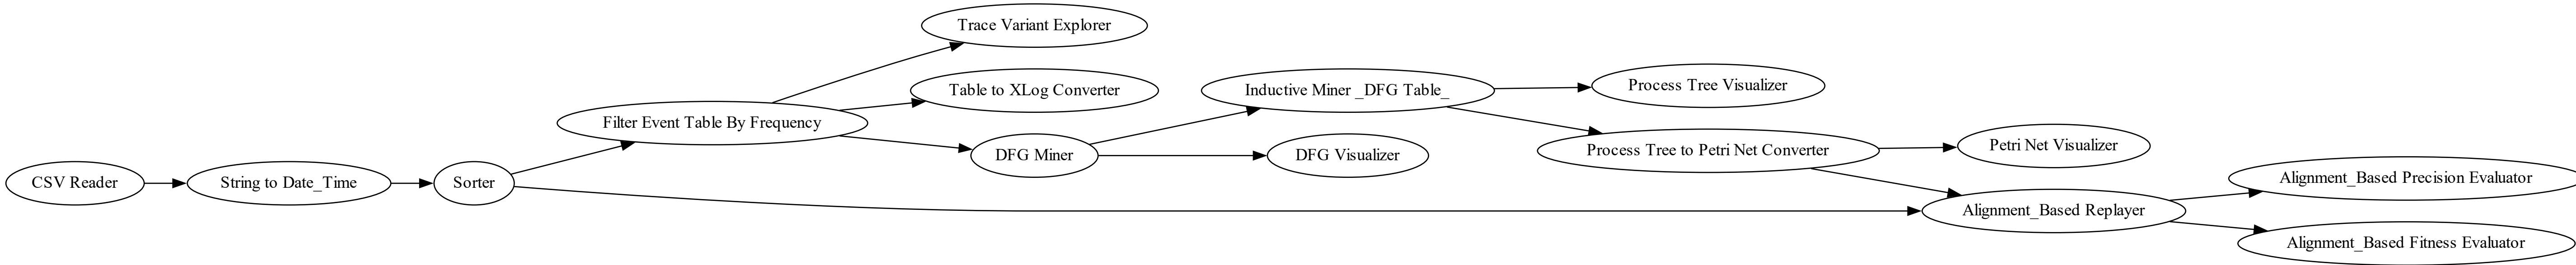 Trace Variant Explorer
Process Tree Visualizer
Table to XLog Converter
Inductive Miner _DFG Table_
Filter Event Table By Frequency
Petri Net Visualizer
DFG Miner
DFG Visualizer
Process Tree to Petri Net Converter
CSV Reader
String to Date_Time
Sorter
Alignment_Based Precision Evaluator
Alignment_Based Replayer
Alignment_Based Fitness Evaluator